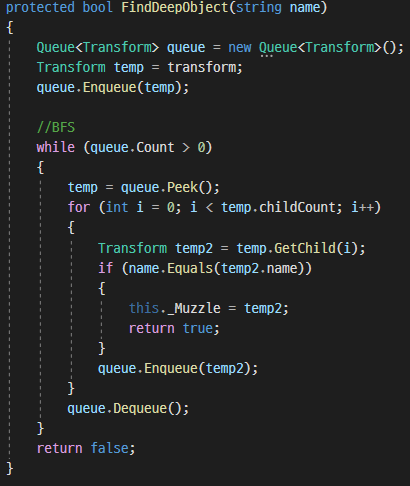 protected bool FindDeepObject(string name)
{
Queue<Transform> queue = new Queue<Transform>();
Transform temp = transform;
queue.Enqueue(temp);
//BFS
while (queue.Count > 0)
{
temp = queue.Peek();
for (int i = 0; i < temp.childCount; i++)
{
Transform temp2 = temp.GetChild(i);
if (name.Equals(temp2.name))
{
this._Muzzle = temp2;
return true;
}
queue.Enqueue(temp2);
}
queue.Dequeue();
}
return false;
}